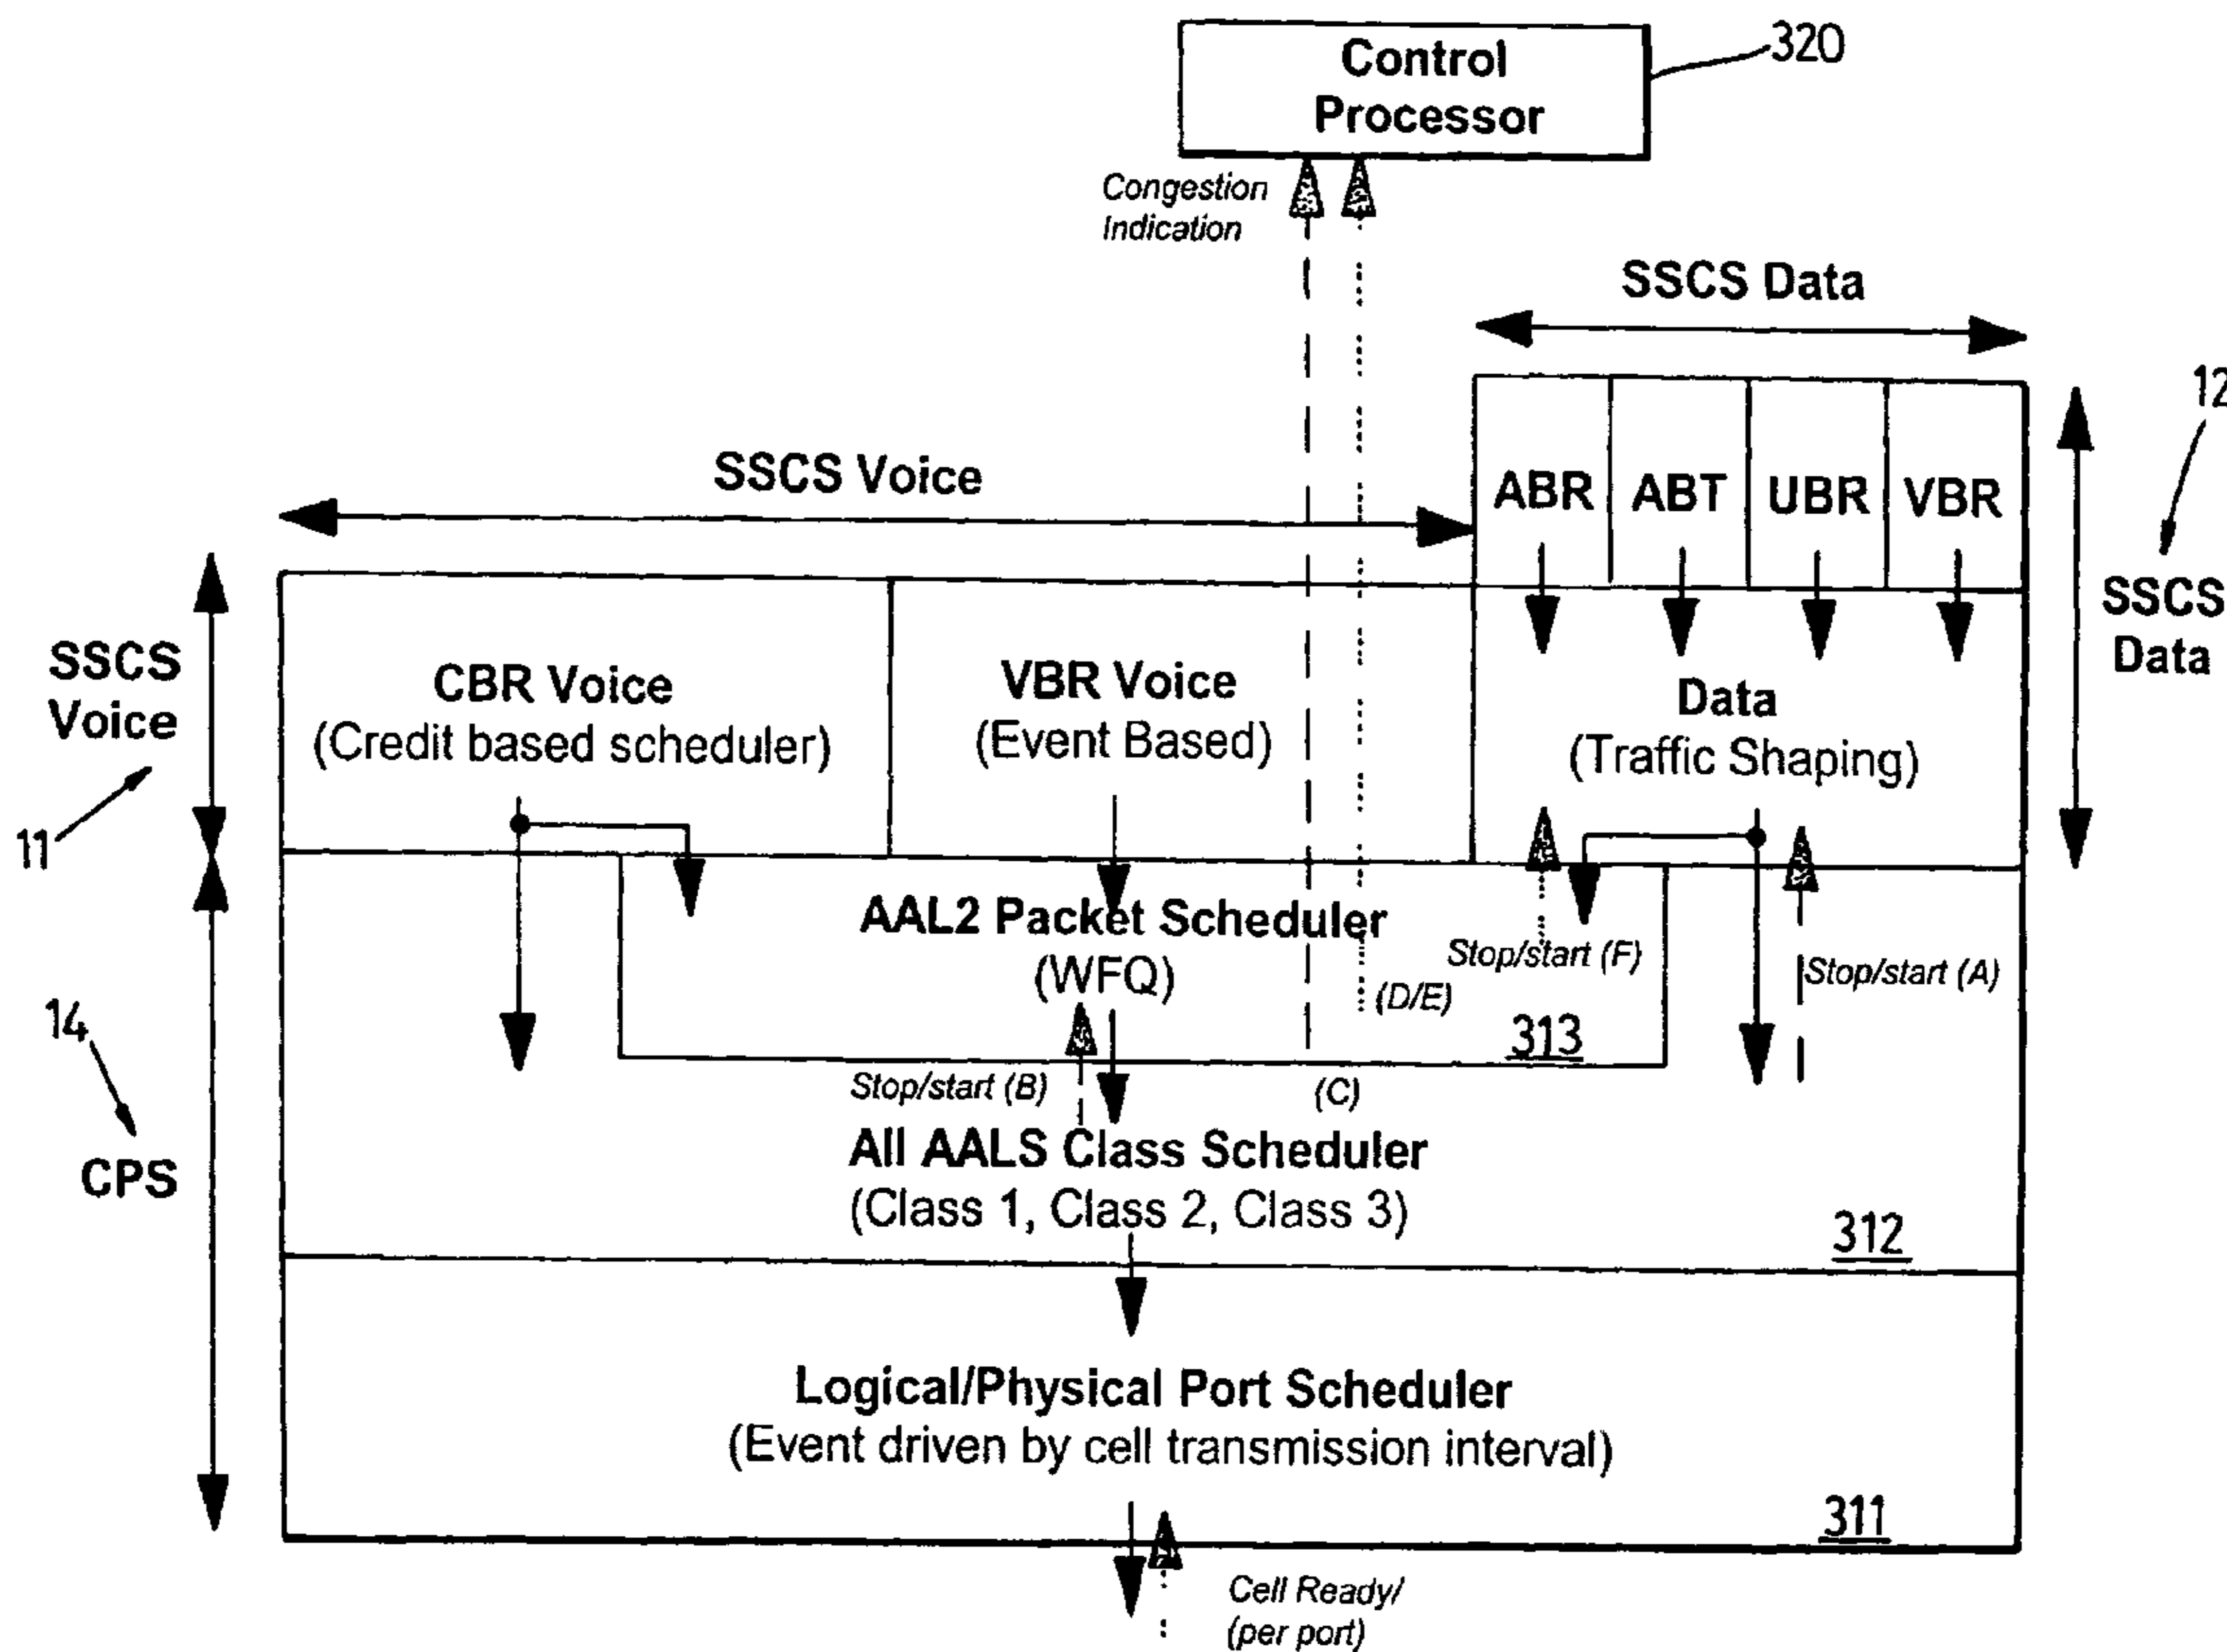 Control
Processor
320
Congestion
Indication
SSCS Data
12
SSCS Voice
ABR
ABT
UBR
VBR
SSCS
Data
SSCS
Voice
11
CBR Voice
(Credit based scheduler)
VBR Voice
(Event Based)
Data
(Traffic Shaping)
AAL2 Packet Scheduler
(WFQ)
Stop/start (F)
Stop/start (A)
(D/E)
313
14
CPS
Stop/start (B)
(C)
All AALS Class Scheduler
(Class 1, Class 2, Class 3)
312
Logical/Physical Port Scheduler
(Event driven by cell transmission interval)
311
Cell Ready/
(per port)